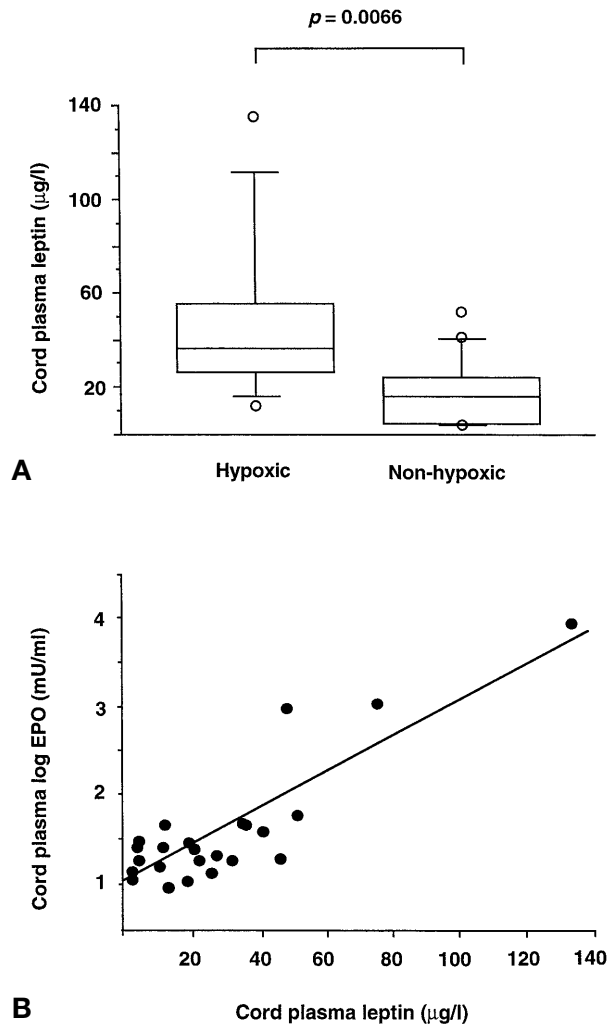 p = 0.0066
Cord plasma leptin (µg/l)
140
100
60
20
Hypoxic Non-hypoxic
A
Cord plasma log EPO (mU/ml)
4
3
2
1
20 40 60 80 100 120 140
Cord plasma leptin (µg/l)
B